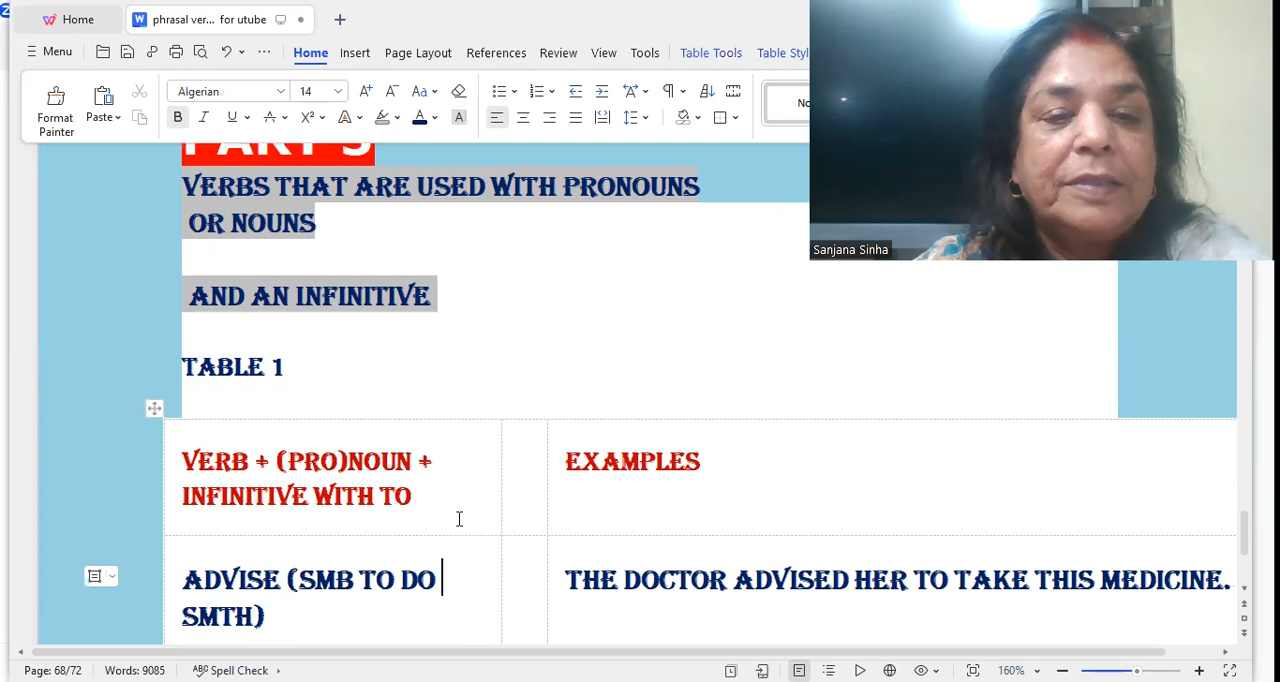 Home
phrasal ver... for utube
Menu
Home Insert Page Layout References Review View Tools Table Tools Table Styl
Algerian 14
Format Painter
Paste
No
PART 3
VERBS THAT ARE USED WITH PRONOUNS
OR NOUNS
AND AN INFINITIVE
TABLE 1
VERB + (PRO)NOUN +
INFINITIVE WITH TO
EXAMPLES
ADVISE (SMB TO DO
SMTH)
THE DOCTOR ADVISED HER TO TAKE THIS MEDICINE.
Sanjana Sinha
Page: 68/72 Words: 9085 Spell Check 160%